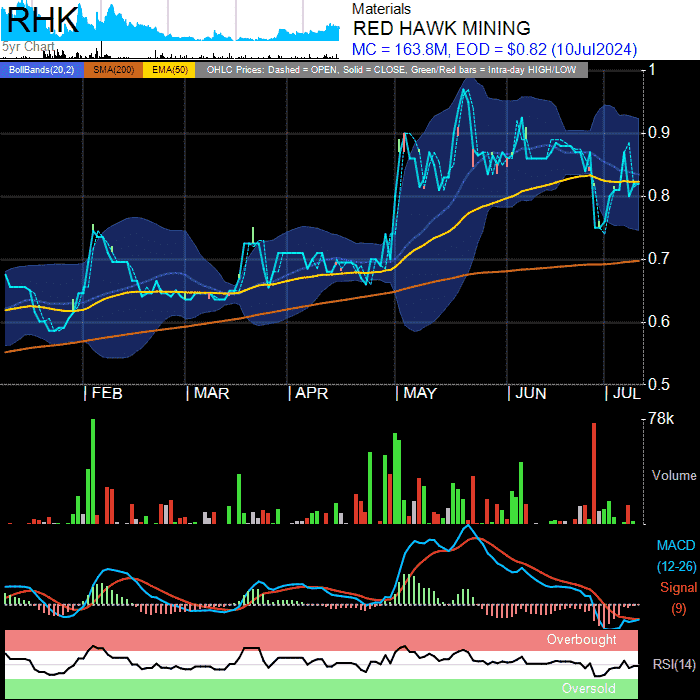 RHK
5yr Chart
Materials
RED HAWK MINING
MC = 163.8M, EOD = $0.82 (10Jul2024)
BollBands(20,2) SMA(200) EMA(50) OHLC Prices: Dashed = OPEN, Solid = CLOSE, Green/Red bars = Intra-day HIGH/LOW
1
0.9
0.8
0.7
0.6
0.5
FEB MAR APR MAY JUN JUL
78k
Volume
MACD
(12-26)
Signal
(9)
Overbought
RSI(14)
Oversold